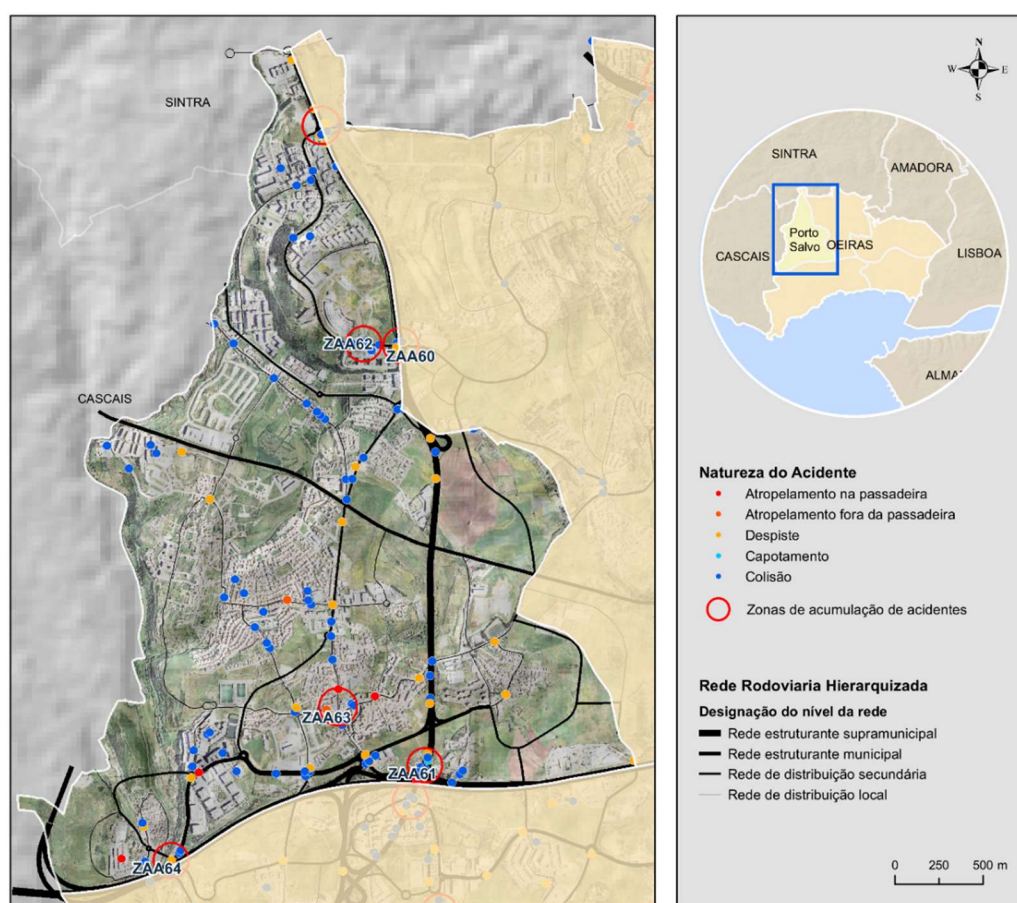 SINTRA
CASCAIS
ZAA62
ZAA60
ZAA63
ZAA61
ZAA64
N
W
E
S
SINTRA
AMADORA
Porto
Salvo
OEIRAS
CASCAIS
LISBOA
ALMA
Natureza do Acidente
Atropelamento na passadeira
Atropelamento fora da passadeira
Despiste
Capotamento
Colisão
Zonas de acumulação de acidentes
Rede Rodoviaria Hierarquizada
Designação do nível da rede
Rede estruturante supramunicipal
Rede estruturante municipal
Rede de distribuição secundária
Rede de distribuição local
0 250 500 m